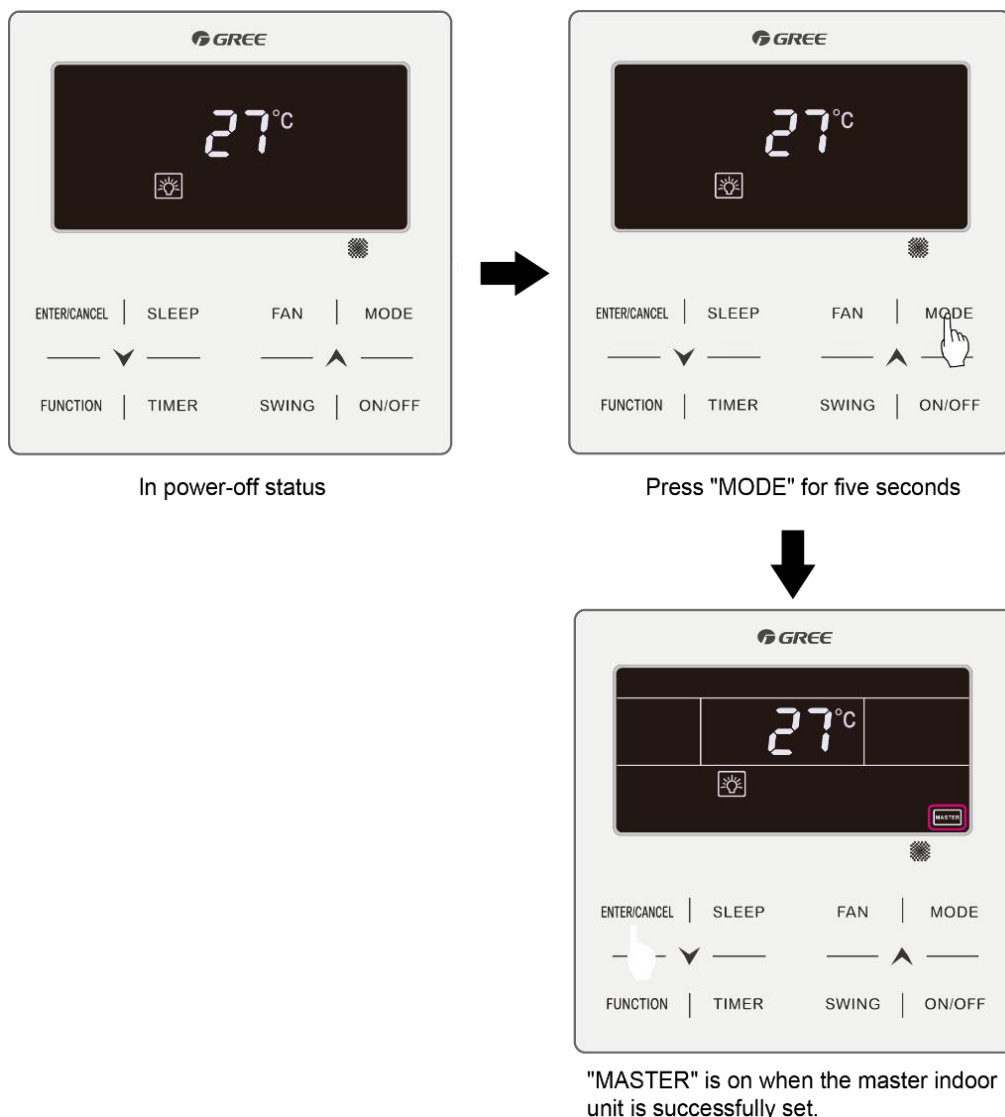 GREE
27°C
ENTER/CANCEL SLEEP FAN MODE
FUNCTION TIMER SWING ON/OFF
In power-off status
GREE
27°C
ENTER/CANCEL SLEEP FAN MODE
FUNCTION TIMER SWING ON/OFF
Press "MODE" for five seconds
GREE
27°C
MASTER
ENTER/CANCEL SLEEP FAN MODE
FUNCTION TIMER SWING ON/OFF
"MASTER" is on when the master indoor
unit is successfully set.